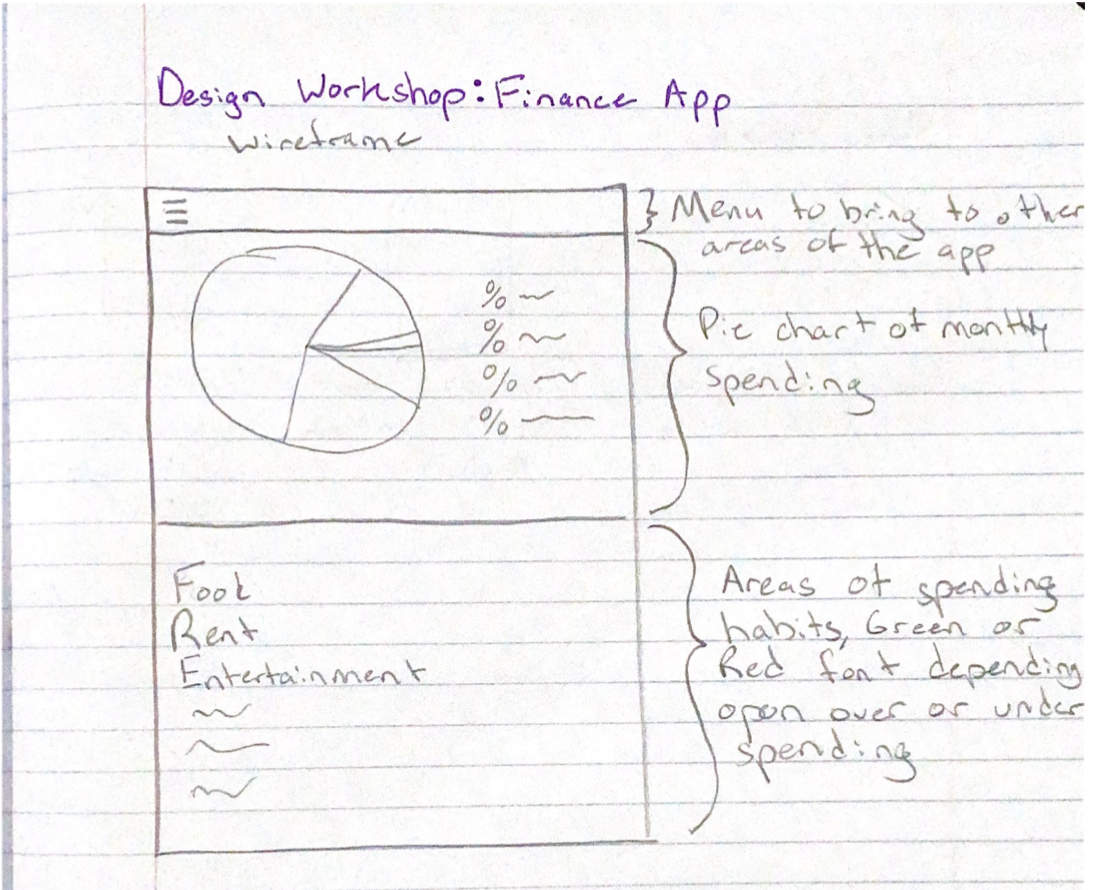 Design Workshop: Finance App
Wireframe
} Menu to bring to other
areas of the app
% 
%
%
%
Pie chart of monthly
spending
Food
Rent
Entertainment
Areas of spending
habits, Green or
Red font depending
open over or under
spending